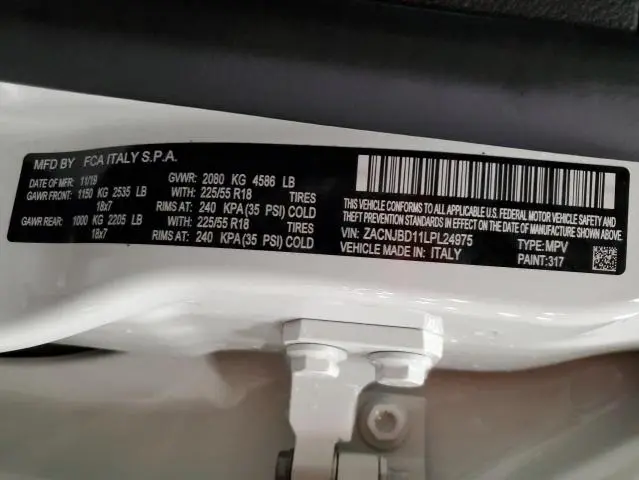 MFD BY FCA ITALY S.P.A.
DATE OF MFR: 11/19 GVWR: 2080 KG 4586 LB
GAWR FRONT: 1150 KG 2535 LB WITH: 225/55 R18 TIRES
18x7 RIMS AT: 240 KPA(35 PSI) COLD
GAWR REAR: 1000 KG 2205 LB WITH: 225/55 R18 TIRES
18x7 RIMS AT: 240 KPA(35 PSI) COLD
THIS VEHICLE CONFORMS TO ALL APPLICABLE U.S. FEDERAL MOTOR VEHICLE SAFETY AND
THEFT PREVENTION STANDARDS IN EFFECT ON THE DATE OF MANUFACTURE SHOWN ABOVE.
VIN: ZACNJBD11LPL24975 TYPE: MPV
VEHICLE MADE IN: ITALY PAINT: 317